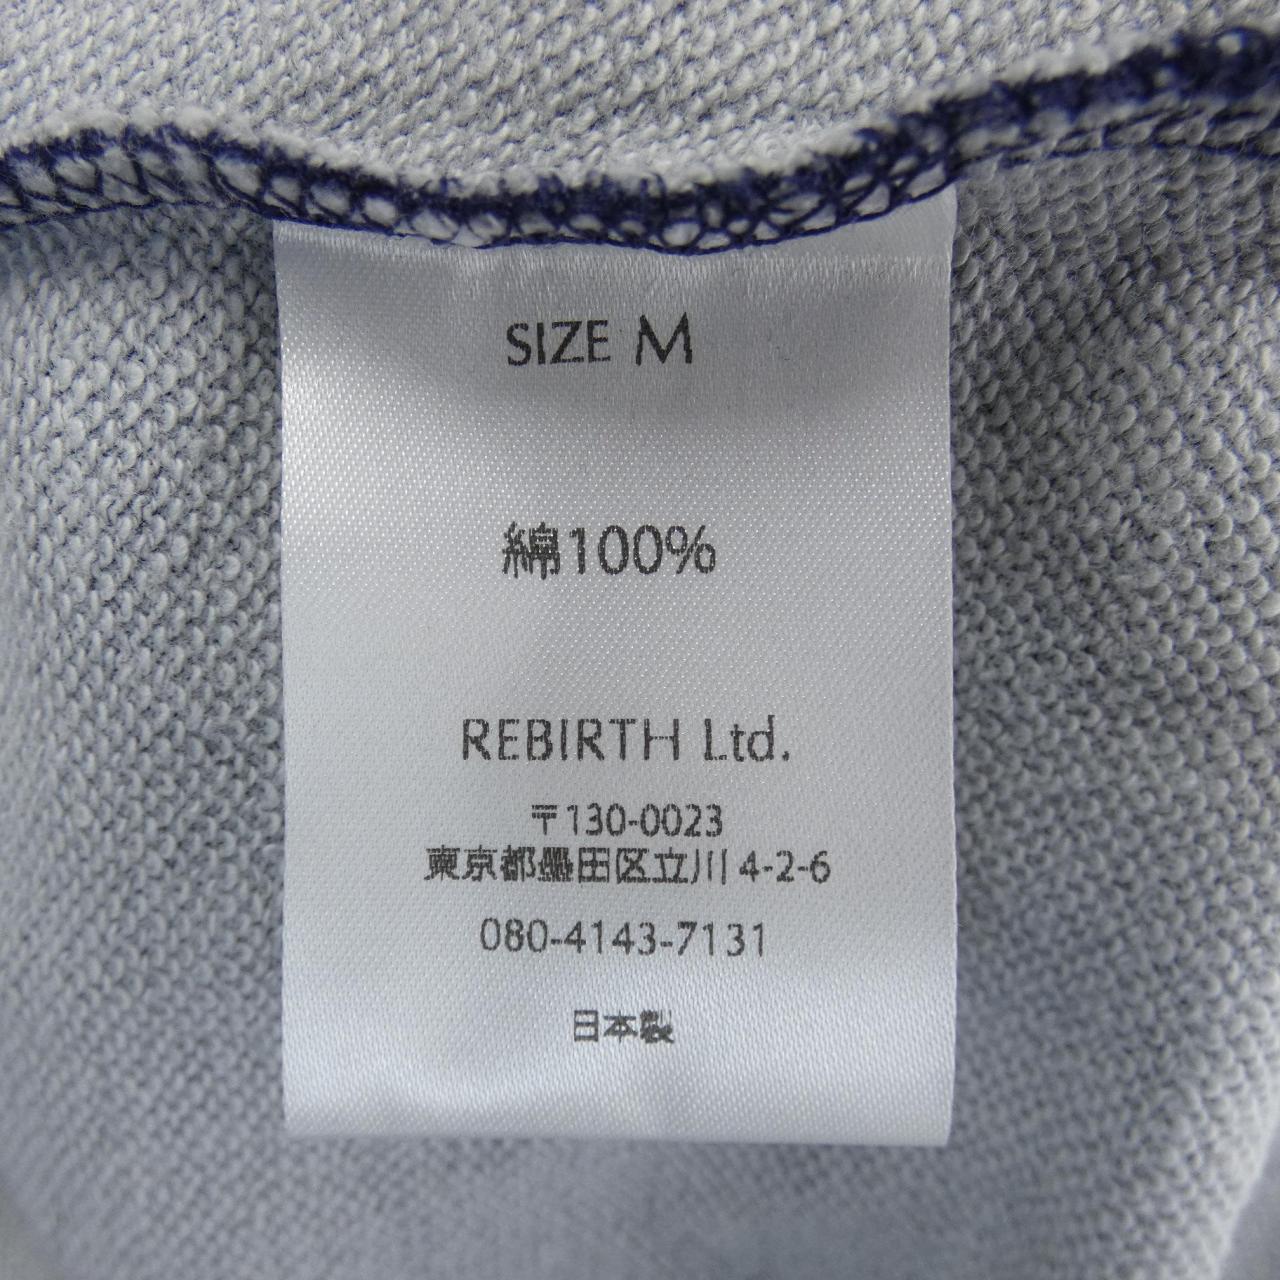 SIZE M
綿100%
REBIRTH Ltd.
〒130-0023
東京都墨田区立川 4-2-6
080-4143-7131
日本製